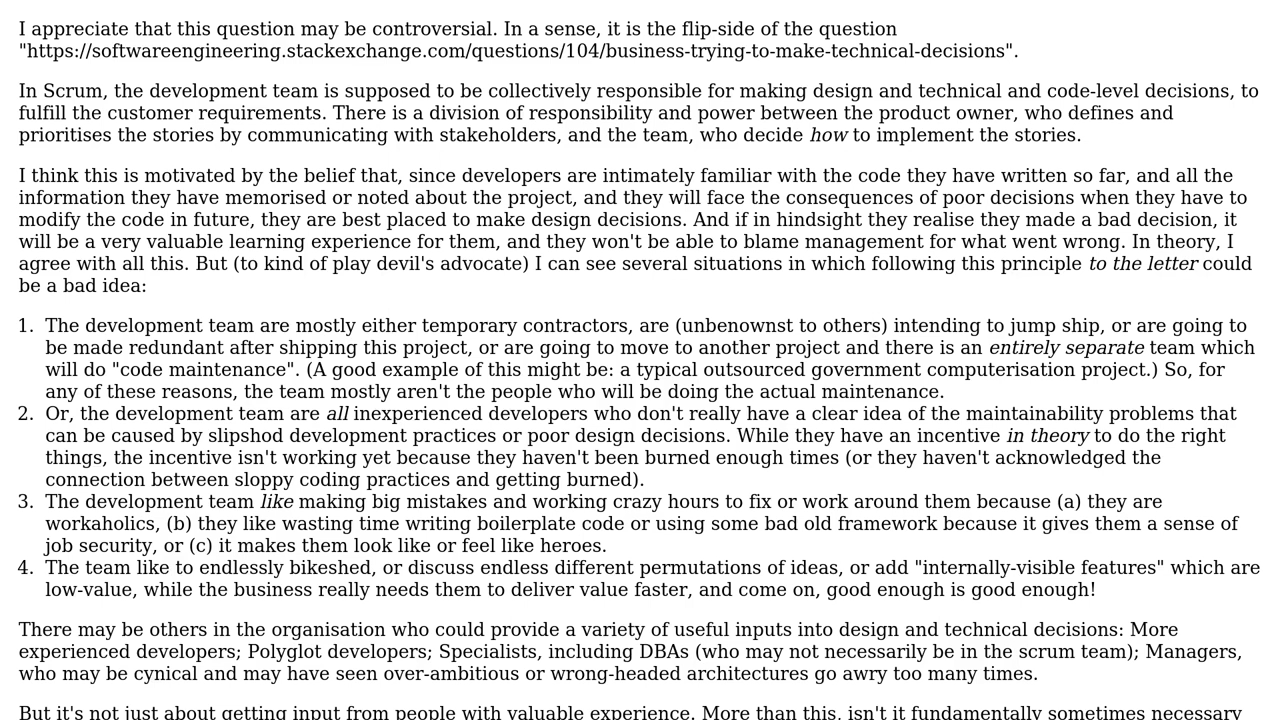 I appreciate that this question may be controversial. In a sense, it is the flip-side of the question
"https://softwareengineering.stackexchange.com/questions/104/business-trying-to-make-technical-decisions".
In Scrum, the development team is supposed to be collectively responsible for making design and technical and code-level decisions, to
fulfill the customer requirements. There is a division of responsibility and power between the product owner, who defines and
prioritises the stories by communicating with stakeholders, and the team, who decide how to implement the stories.
I think this is motivated by the belief that, since developers are intimately familiar with the code they have written so far, and all the
information they have memorised or noted about the project, and they will face the consequences of poor decisions when they have to
modify the code in future, they are best placed to make design decisions. And if in hindsight they realise they made a bad decision, it
will be a very valuable learning experience for them, and they won't be able to blame management for what went wrong. In theory, I
agree with all this. But (to kind of play devil's advocate) I can see several situations in which following this principle to the letter could
be a bad idea:
1. The development team are mostly either temporary contractors, are (unbenownst to others) intending to jump ship, or are going to
be made redundant after shipping this project, or are going to move to another project and there is an entirely separate team which
will do "code maintenance". (A good example of this might be: a typical outsourced government computerisation project.) So, for
any of these reasons, the team mostly aren't the people who will be doing the actual maintenance.
2. Or, the development team are all inexperienced developers who don't really have a clear idea of the maintainability problems that
can be caused by slipshod development practices or poor design decisions. While they have an incentive in theory to do the right
things, the incentive isn't working yet because they haven't been burned enough times (or they haven't acknowledged the
connection between sloppy coding practices and getting burned).
3. The development team like making big mistakes and working crazy hours to fix or work around them because (a) they are
workaholics, (b) they like wasting time writing boilerplate code or using some bad old framework because it gives them a sense of
job security, or (c) it makes them look like or feel like heroes.
4. The team like to endlessly bikeshed, or discuss endless different permutations of ideas, or add "internally-visible features" which are
low-value, while the business really needs them to deliver value faster, and come on, good enough is good enough!
There may be others in the organisation who could provide a variety of useful inputs into design and technical decisions: More
experienced developers; Polyglot developers; Specialists, including DBAs (who may not necessarily be in the scrum team); Managers,
who may be cynical and may have seen over-ambitious or wrong-headed architectures go awry too many times.
But it's not just about getting input from people with valuable experience. More than this, isn't it fundamentally sometimes necessary